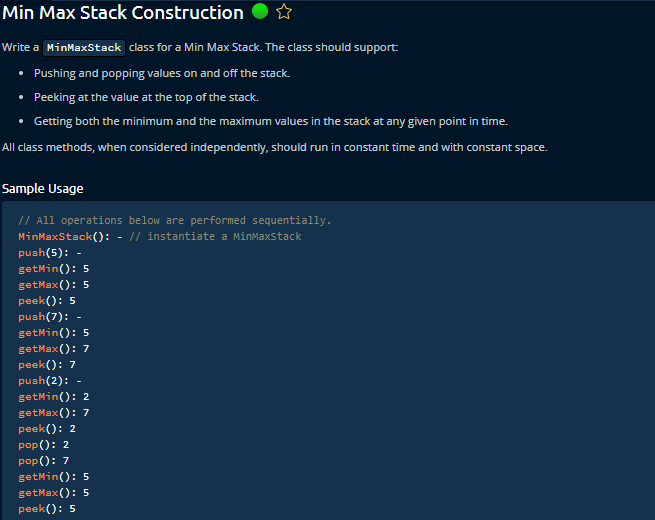 Min Max Stack Construction
Write a MinMaxStack class for a Min Max Stack. The class should support:
• Pushing and popping values on and off the stack.
• Peeking at the value at the top of the stack.
• Getting both the minimum and the maximum values in the stack at any given point in time.
All class methods, when considered independently, should run in constant time and with constant space.
Sample Usage
// All operations below are performed sequentially.
MinMaxStack(): - // instantiate a MinMaxStack
push(5): -
getMin(): 5
getMax(): 5
peek(): 5
push(7): -
getMin(): 5
getMax(): 7
peek(): 7
push(2): -
getMin(): 2
getMax(): 7
peek(): 2
pop(): 2
pop(): 7
getMin(): 5
getMax(): 5
peek(): 5